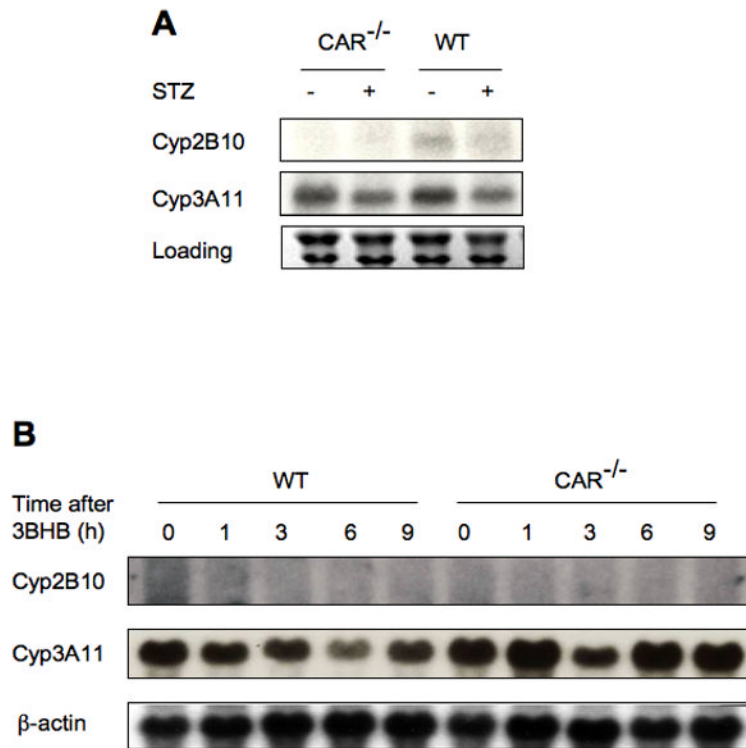 A
CAR-/- WT
STZ - + - +
Cyp2B10
Cyp3A11
Loading
B
WT CAR-/-
Time after
3BHB (h) 0 1 3 6 9 0 1 3 6 9
Cyp2B10
Cyp3A11
β-actin